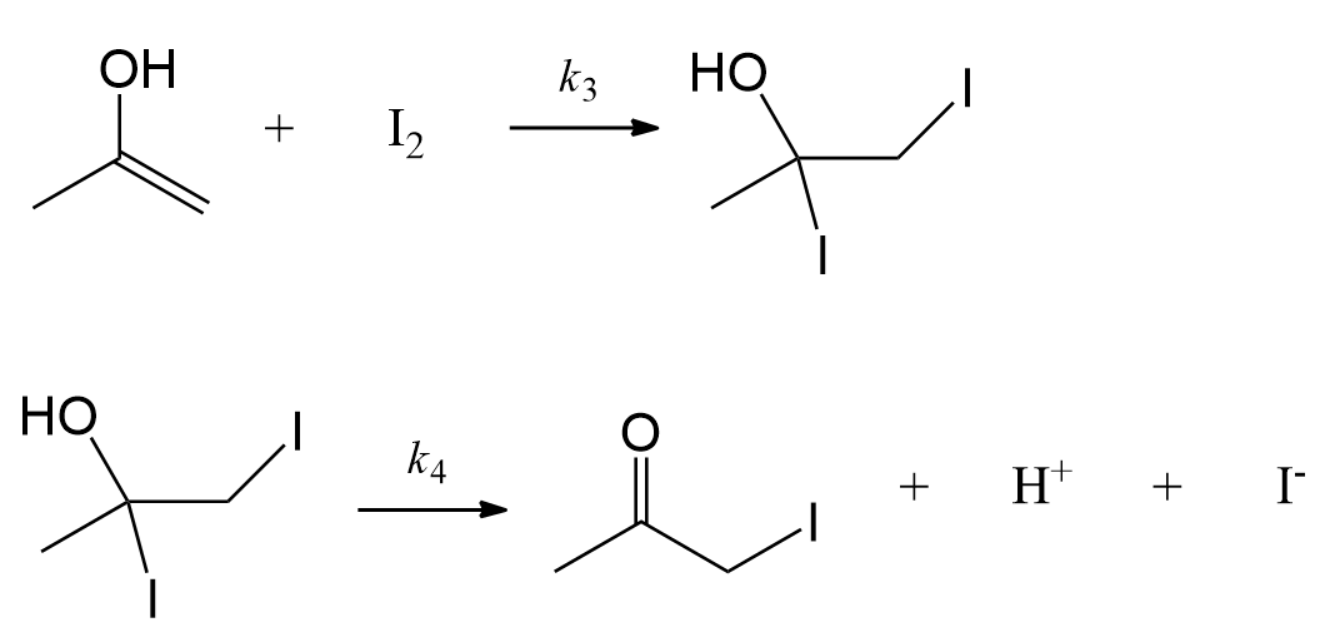 OH + I₂ k₃ HO I
I
HO I k₄ O I + H⁺ + I⁻
I